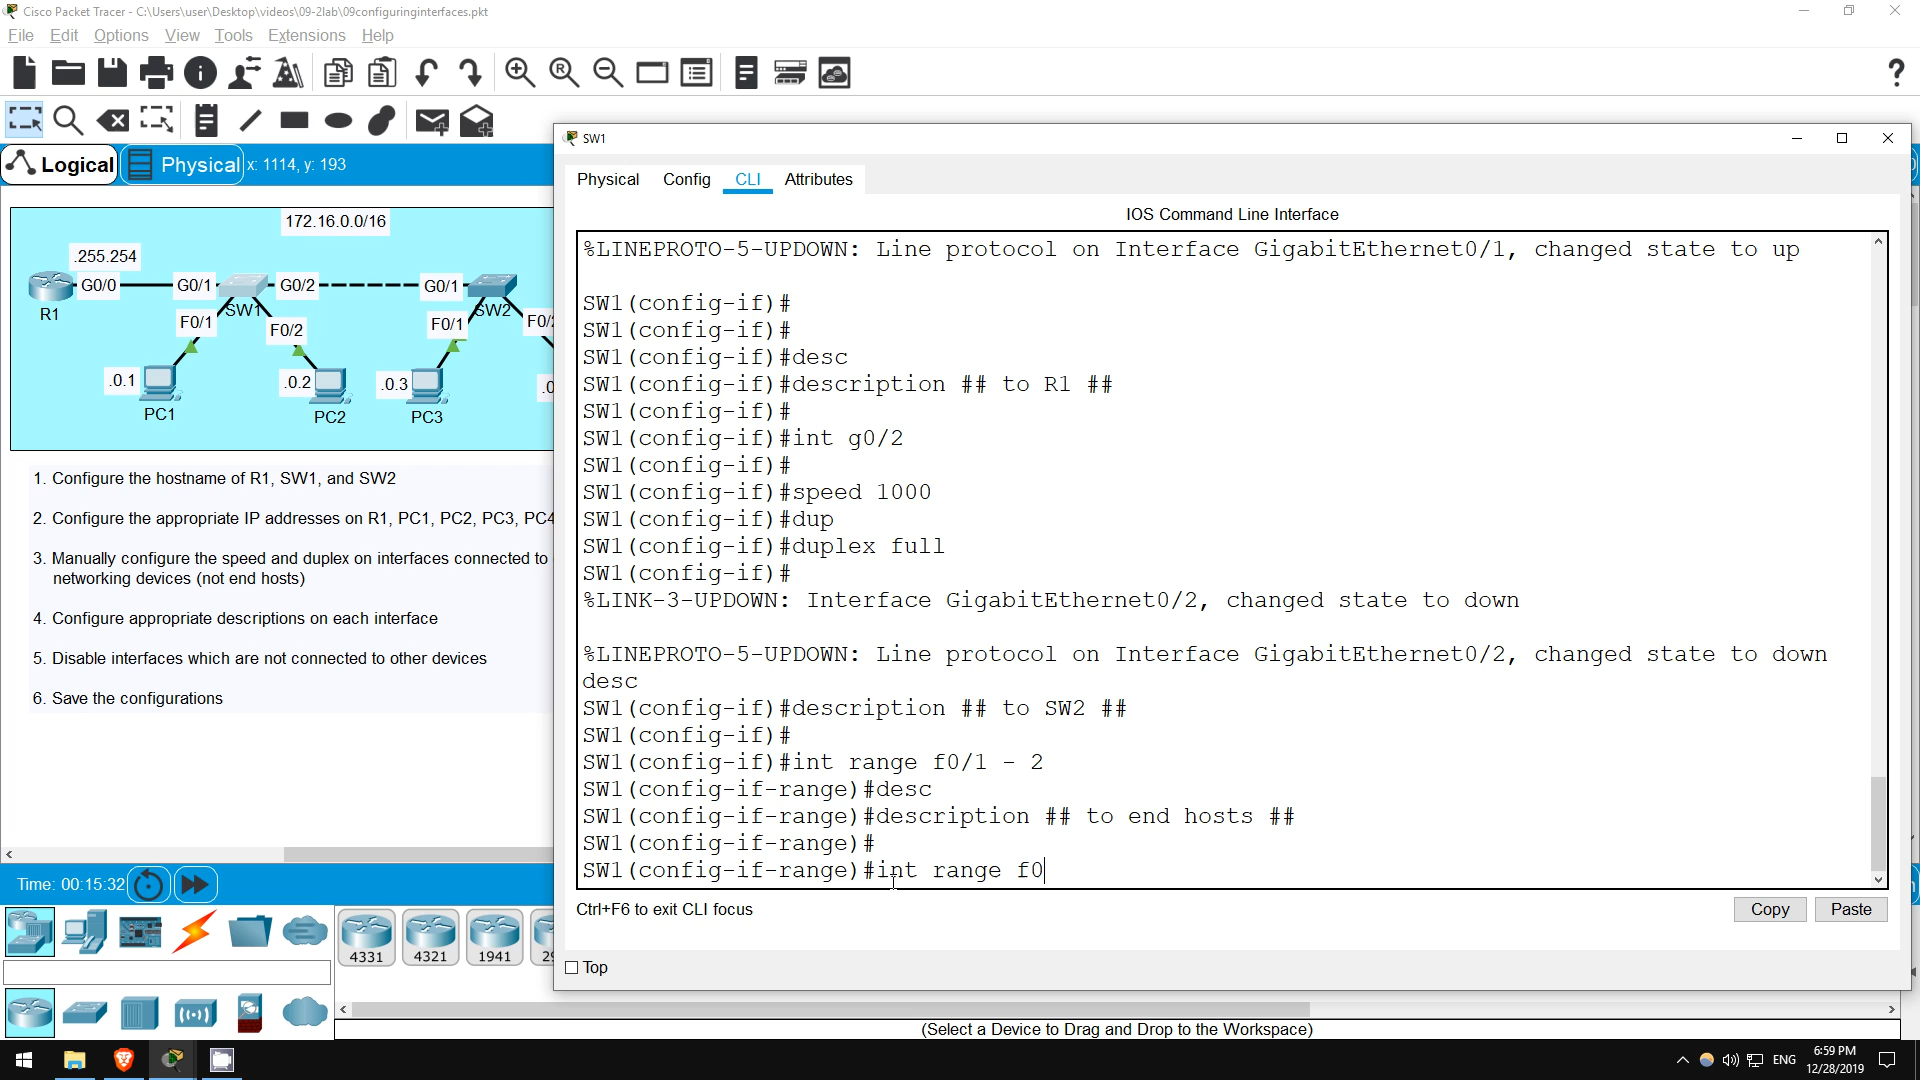 Cisco Packet Tracer - C:\Users\user\Desktop\videos\09-2lab\09configuringinterfaces.pkt
File Edit Options View Tools Extensions Help
?
SW1
Logical Physical x: 1114, y: 193
Physical Config CLI Attributes
IOS Command Line Interface
172.16.0.0/16
.255.254
G0/0 G0/1 G0/2 G0/1
R1 SW1 SW2
F0/1 F0/2 F0/1
.0.1 .0.2 .0.3
PC1 PC2 PC3
1. Configure the hostname of R1, SW1, and SW2
2. Configure the appropriate IP addresses on R1, PC1, PC2, PC3, PC4
3. Manually configure the speed and duplex on interfaces connected to
networking devices (not end hosts)
4. Configure appropriate descriptions on each interface
5. Disable interfaces which are not connected to other devices
6. Save the configurations
%LINEPROTO-5-UPDOWN: Line protocol on Interface GigabitEthernet0/1, changed state to up
SW1(config-if)#
SW1(config-if)#
SW1(config-if)#desc
SW1(config-if)#description ## to R1 ##
SW1(config-if)#
SW1(config-if)#int g0/2
SW1(config-if)#
SW1(config-if)#speed 1000
SW1(config-if)#dup
SW1(config-if)#duplex full
SW1(config-if)#
%LINK-3-UPDOWN: Interface GigabitEthernet0/2, changed state to down
%LINEPROTO-5-UPDOWN: Line protocol on Interface GigabitEthernet0/2, changed state to down
desc
SW1(config-if)#description ## to SW2 ##
SW1(config-if)#
SW1(config-if)#int range f0/1 - 2
SW1(config-if-range)#desc
SW1(config-if-range)#description ## to end hosts ##
SW1(config-if-range)#
SW1(config-if-range)#int range f0
Ctrl+F6 to exit CLI focus
Copy Paste
Top
Time: 00:15:32
4331 4321 1941
(Select a Device to Drag and Drop to the Workspace)
ENG
6:59 PM
12/28/2019